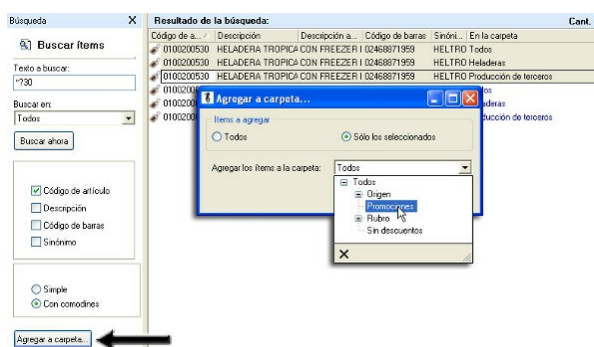 Búsqueda X
Buscar ítems
Texto a buscar:
*?30
Buscar en:
Todos
Buscar ahora
Código de artículo
Descripción
Código de barras
Sinónimo
Simple
Con comodines
Agregar a carpeta...
Resultado de la búsqueda: Cant.
Código de a... Descripción Descripción a... Código de barras Sinóni... En la carpeta
0100200530 HELADERA TROPICA CON FREEZER I 02468871959 HELTRO Todos
0100200530 HELADERA TROPICA CON FREEZER I 02468871959 HELTRO Heladeras
0100200530 HELADERA TROPICA CON FREEZER I 02468871959 HELTRO Producción de terceros
Agregar a carpeta...
Items a agregar
Todos Sólo los seleccionados
Agregar los ítems a la carpeta: Todos
Todos
Origen
Promociones
Rubro
Sin descuentos